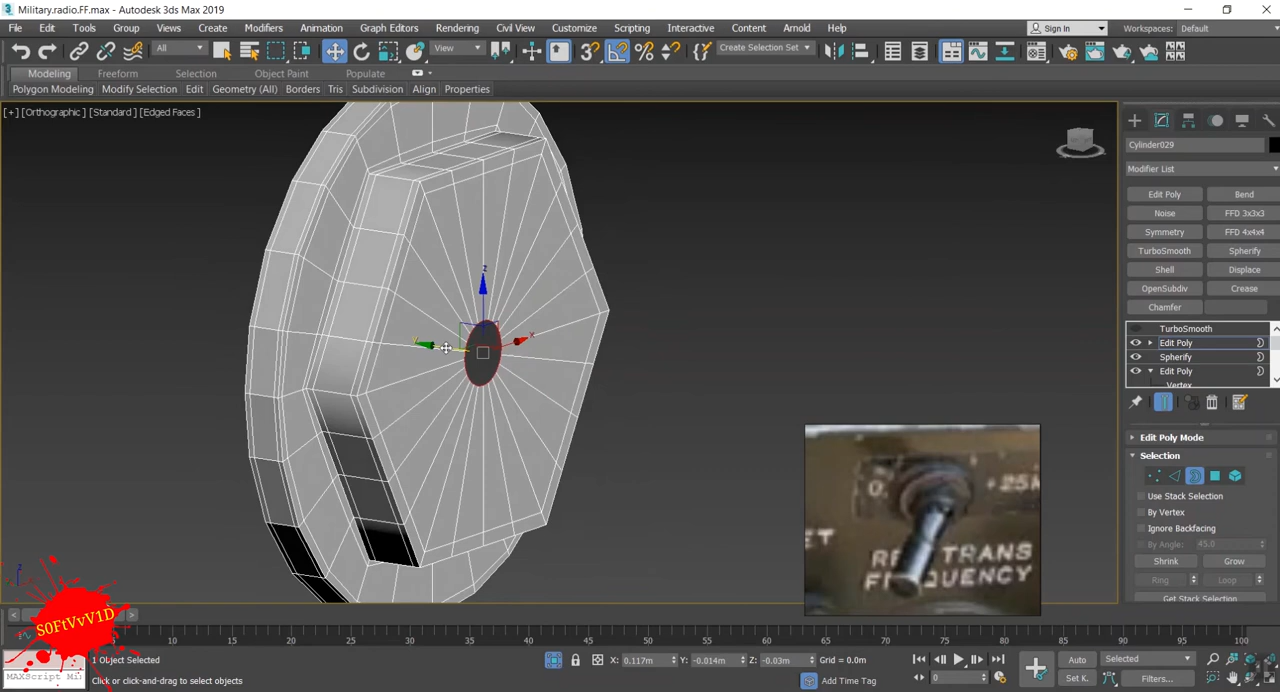 Military.radio.FF.max - Autodesk 3ds Max 2019
File Edit Tools Group Views Create Modifiers Animation Graph Editors Rendering Civil View Customize Scripting Interactive Content Arnold Help
Sign In
Workspaces: Default
All
View
Create Selection Set
Modeling Freeform Selection Object Paint Populate
Polygon Modeling Modify Selection Edit Geometry (All) Borders Tris Subdivision Align Properties
[+] [Orthographic] [Standard] [Edged Faces]
Cylinder029
Modifier List
Edit Poly Bend
Noise FFD 3x3x3
Symmetry FFD 4x4x4
TurboSmooth Spherify
Shell Displace
OpenSubdiv Crease
Chamfer
TurboSmooth
Edit Poly
Spherify
Edit Poly
Vertex
Edit Poly Mode
Selection
Use Stack Selection
By Vertex
Ignore Backfacing
By Angle: 45.0
Shrink Grow
Ring Loop
Get Stack Selection
z
y
x
0.
+25
ET
TRANS
z
S0FtVvV1D
10 15 20 25 30 35 40 45 50 55 60 65 70 75 80 85 90 95 100
1 Object Selected
X: 0.117m Y: -0.014m Z: -0.03m Grid = 0.0m
Auto Selected
MAXScript Mi
Click or click-and-drag to select objects
Add Time Tag
0
Set K. Filters...